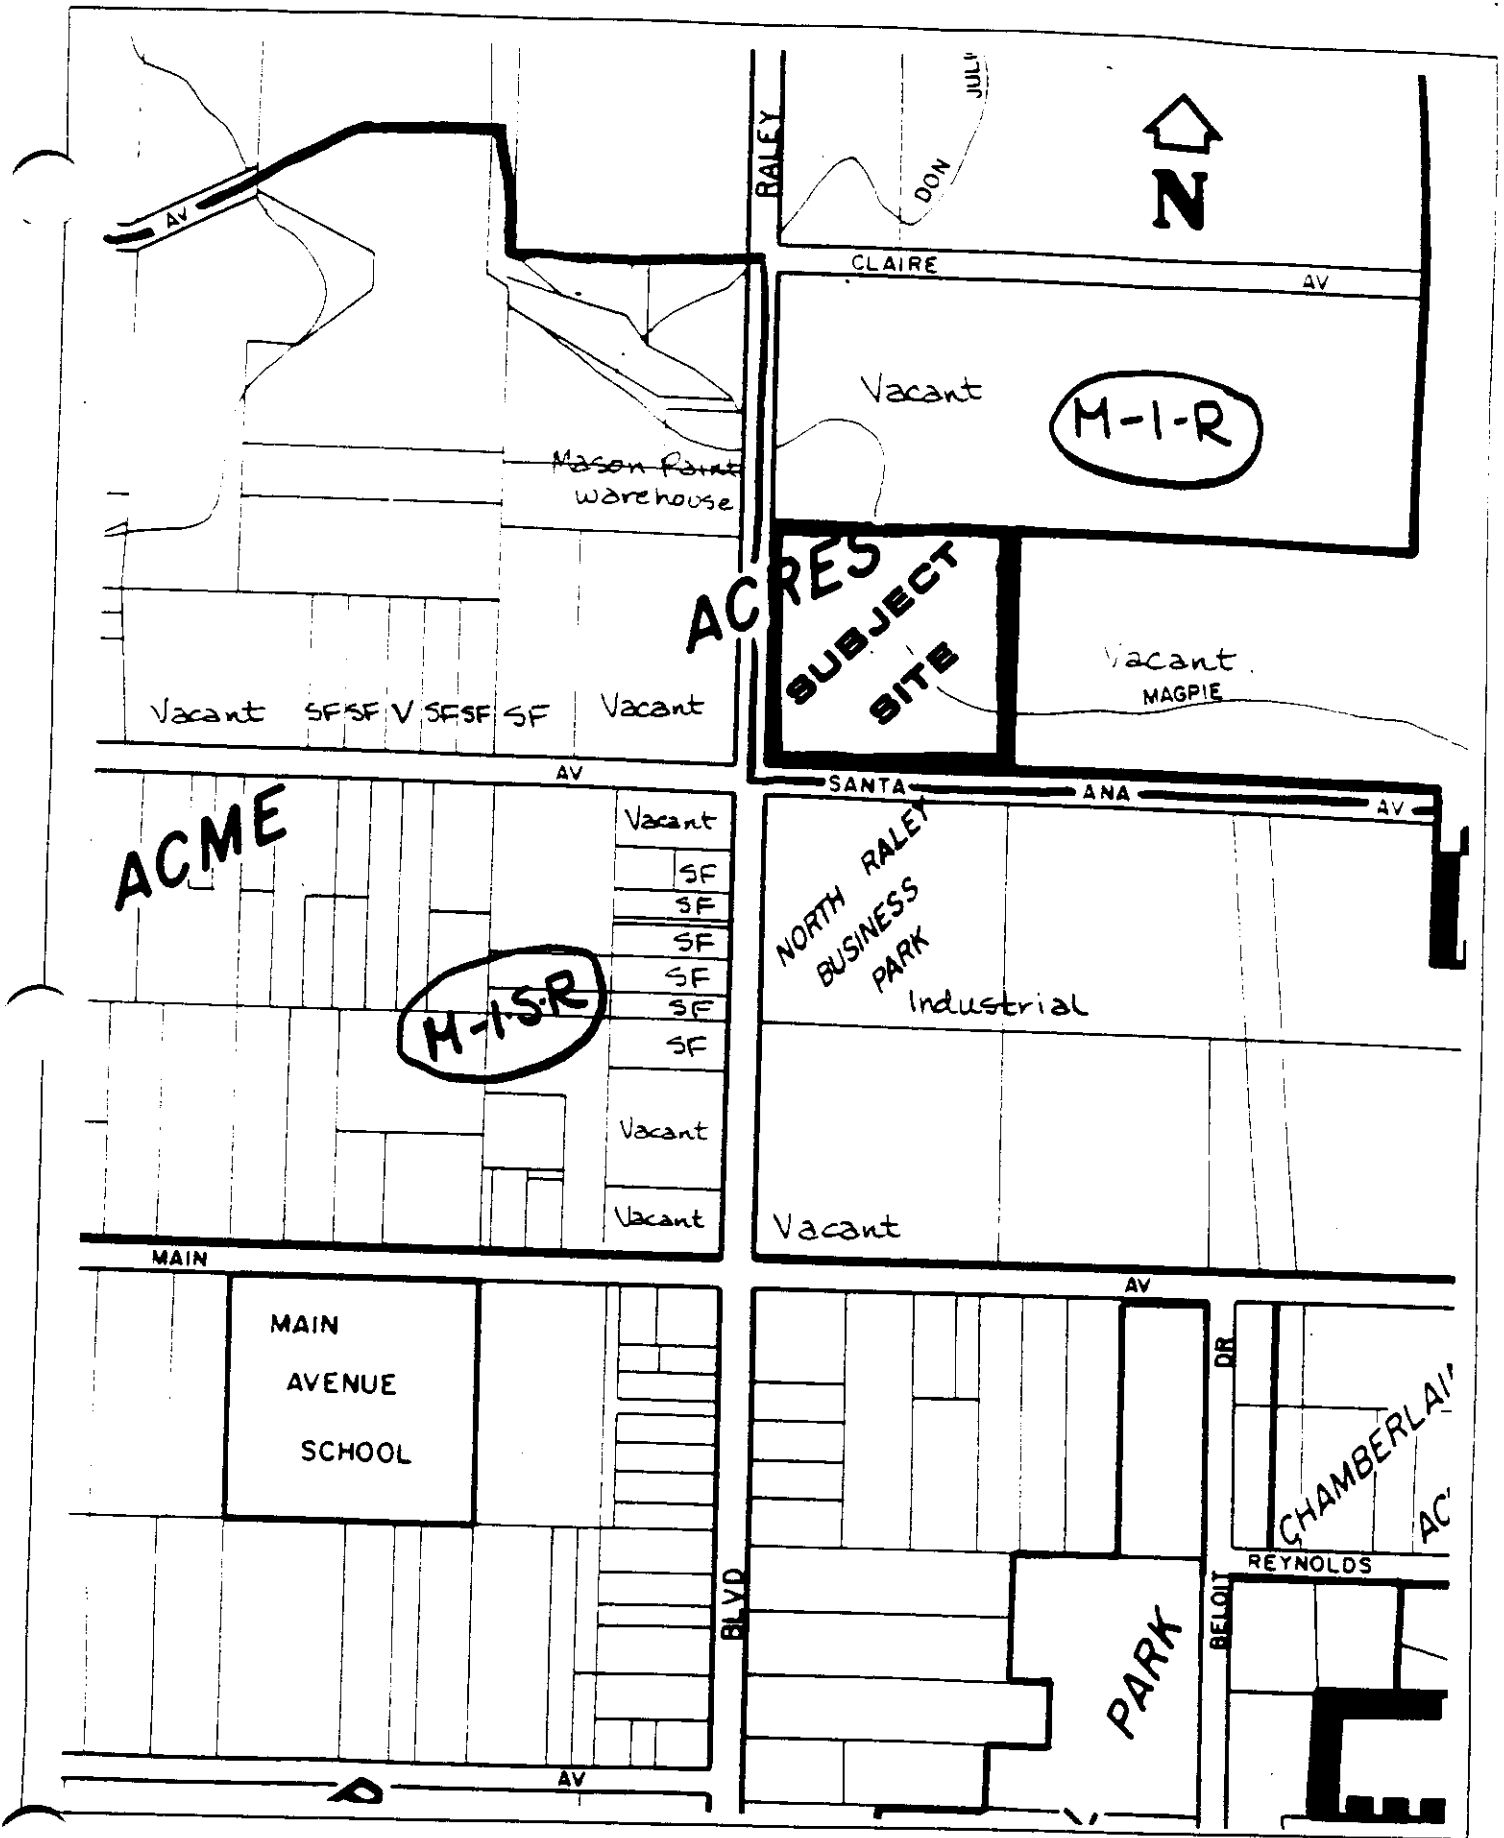 RALEY
JULI
DON
N
AV
CLAIRE
AV
Vacant
M-1-R
Mason Paint
warehouse
ACRES
SUBJECT
SITE
Vacant
MAGPIE
Vacant
SF
SF
V
SF
SF
SF
Vacant
AV
SANTA
ANA
AV
ACME
Vacant
SF
SF
SF
SF
SF
SF
Vacant
Vacant
M-1-S-R
NORTH RALEY
BUSINESS
PARK
Industrial
Vacant
MAIN
AV
MAIN
AVENUE
SCHOOL
DR
CHAMBERLAI
AC
REYNOLDS
BLVD
BELOIT
PARK
AV